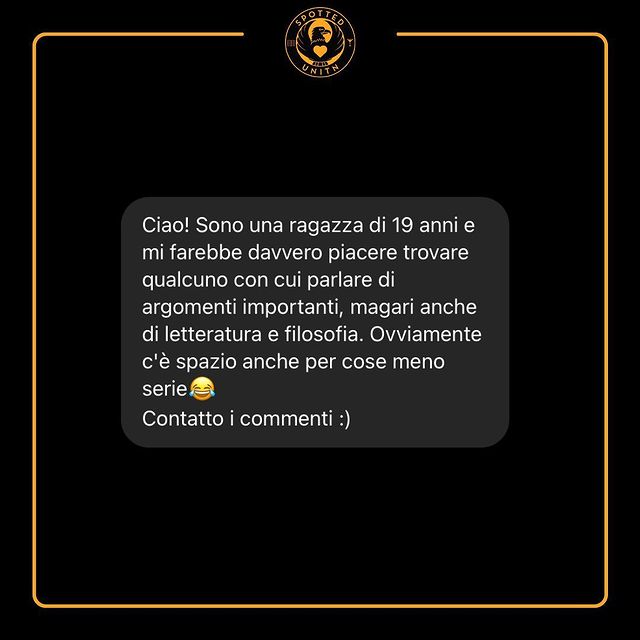 SPOTTED
UNITN
Ciao! Sono una ragazza di 19 anni e
mi farebbe davvero piacere trovare
qualcuno con cui parlare di
argomenti importanti, magari anche
di letteratura e filosofia. Ovviamente
c'è spazio anche per cose meno
serie😂
Contatto i commenti :)